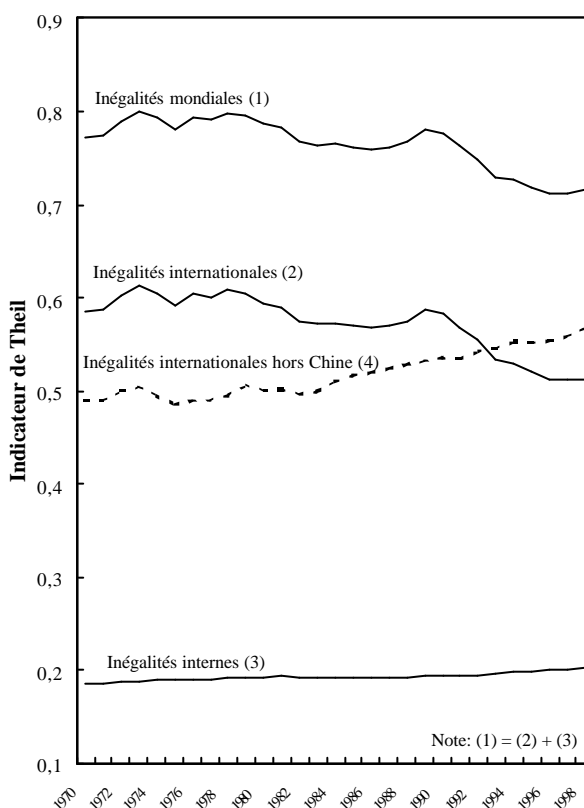 0,9
Inégalités mondiales (1)
0,8
0,7
Inégalités internationales (2)
0,6
Inégalités internationales hors Chine (4)
0,5
Indicateur de Theil
0,4
0,3
Inégalités internes (3)
0,2
Note: (1) = (2) + (3)
0,1
1970 1972 1974 1976 1978 1980 1982 1984 1986 1988 1990 1992 1994 1996 1998